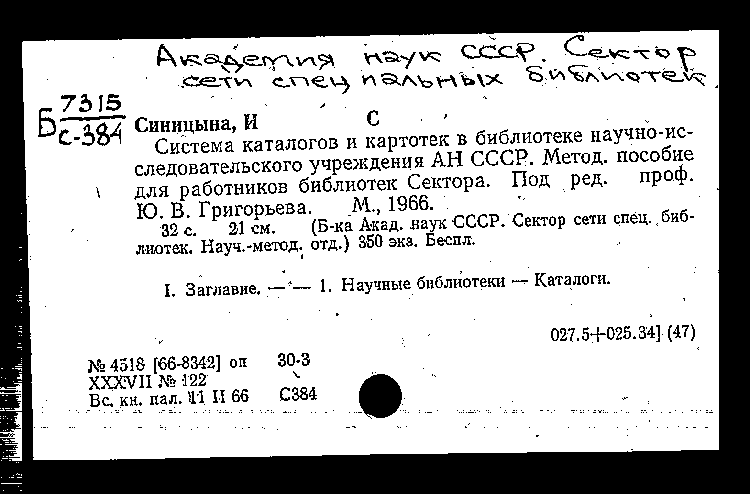 Академия наук СССР. Сектор
сети специальных библиотек.
Б 7315
С-384
Синицына, И С
Система каталогов и картотек в библиотеке научно-ис-
следовательского учреждения АН СССР. Метод. пособие
для работников библиотек Сектора. Под ред. проф.
Ю. В. Григорьева. М., 1966.
32 с. 21 см. (Б-ка Акад. наук СССР. Сектор сети спец. биб-
лиотек. Науч.-метод. отд.) 350 экз. Беспл.
I. Заглавие. — — 1. Научные библиотеки — Каталоги.
027.5+025.34] (47)
№ 4518 [66-8342] оп 30-3
XXXVII № 122
Вс. кн. пал. 11 II 66 С384